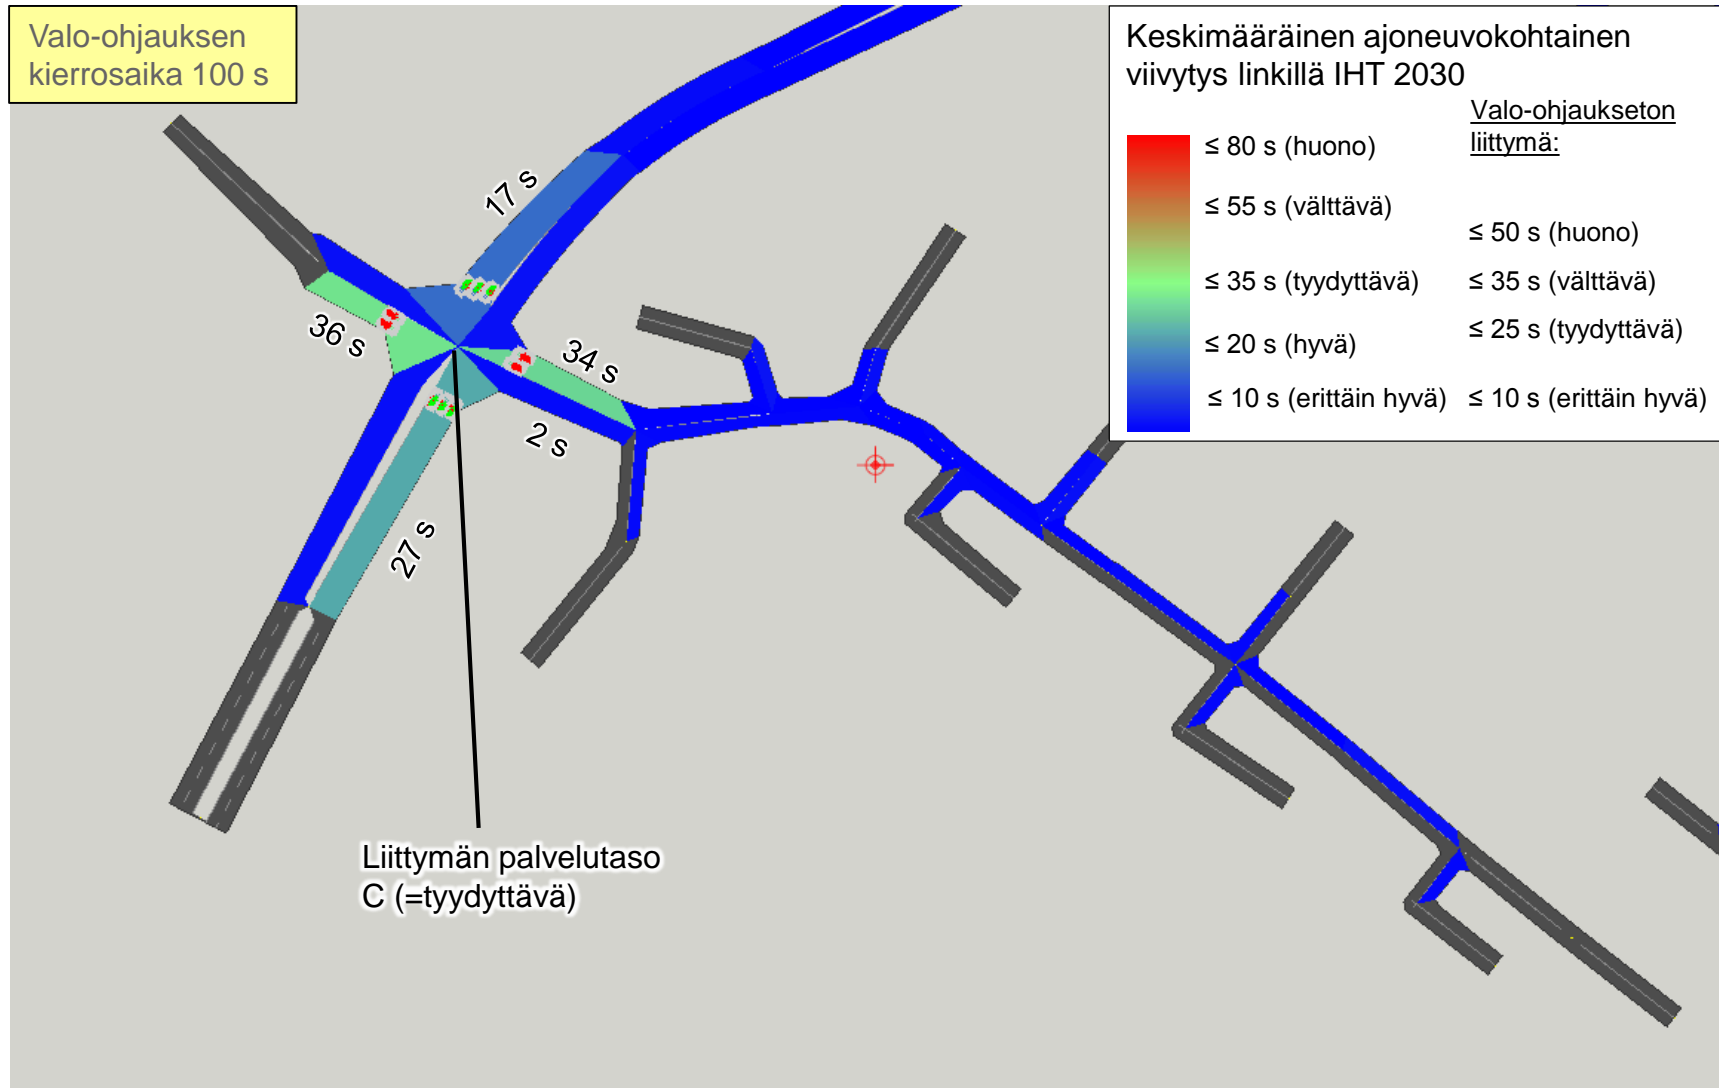 Valo-ohjauksen
kierrosaika 100 s
Keskimääräinen ajoneuvokohtainen
viivytys linkillä IHT 2030
Valo-ohjaukseton
liittymä:
≤ 80 s (huono)
≤ 55 s (välttävä)
≤ 50 s (huono)
≤ 35 s (tyydyttävä)
≤ 35 s (välttävä)
≤ 25 s (tyydyttävä)
≤ 20 s (hyvä)
≤ 10 s (erittäin hyvä)
≤ 10 s (erittäin hyvä)
17 s
36 s
34 s
2 s
27 s
Liittymän palvelutaso
C (=tyydyttävä)